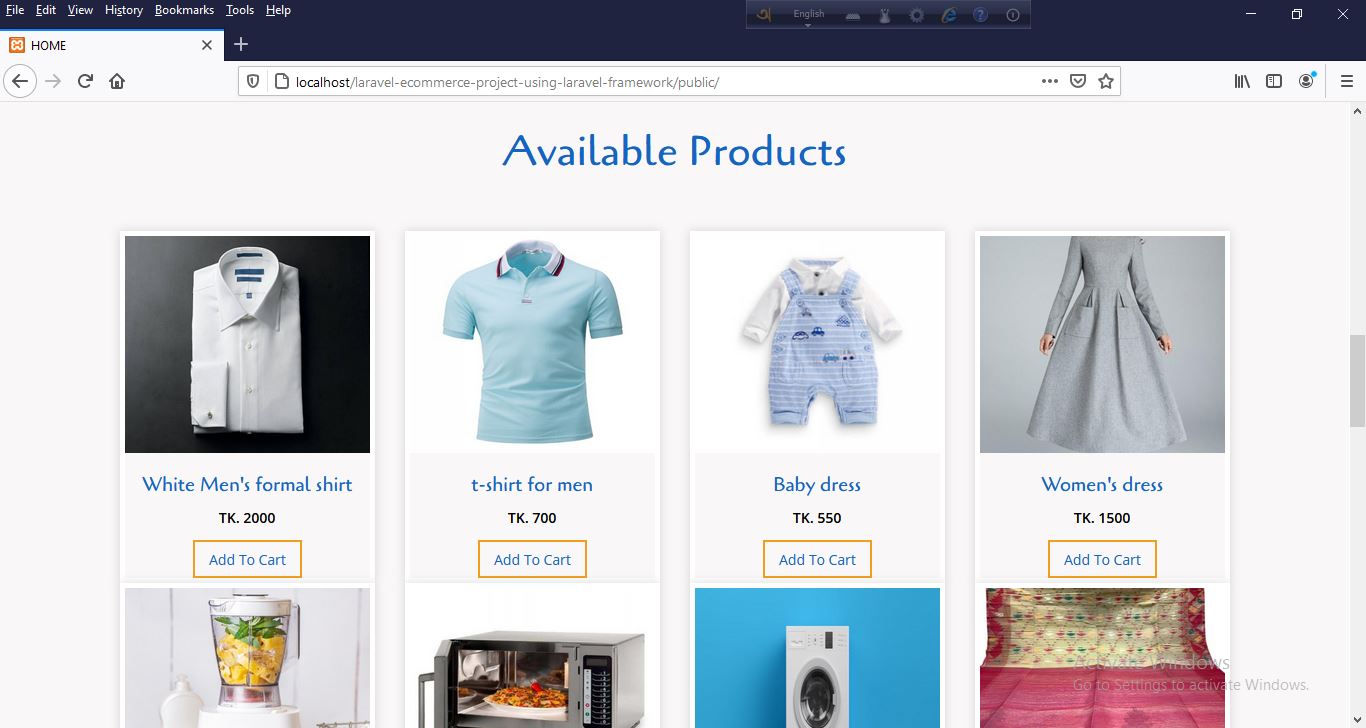 File Edit View History Bookmarks Tools Help
English
HOME
localhost/laravel-ecommerce-project-using-laravel-framework/public/
Available Products
White Men's formal shirt
TK. 2000
Add To Cart
t-shirt for men
TK. 700
Add To Cart
Baby dress
TK. 550
Add To Cart
Women's dress
TK. 1500
Add To Cart
Activate Windows
Go to Settings to activate Windows.